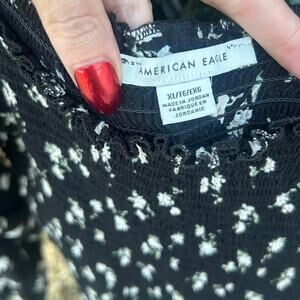 AMERICAN EAGLE
XL/TG/EXG
MADE IN JORDAN
FABRIQUÉ EN
JORDANIE